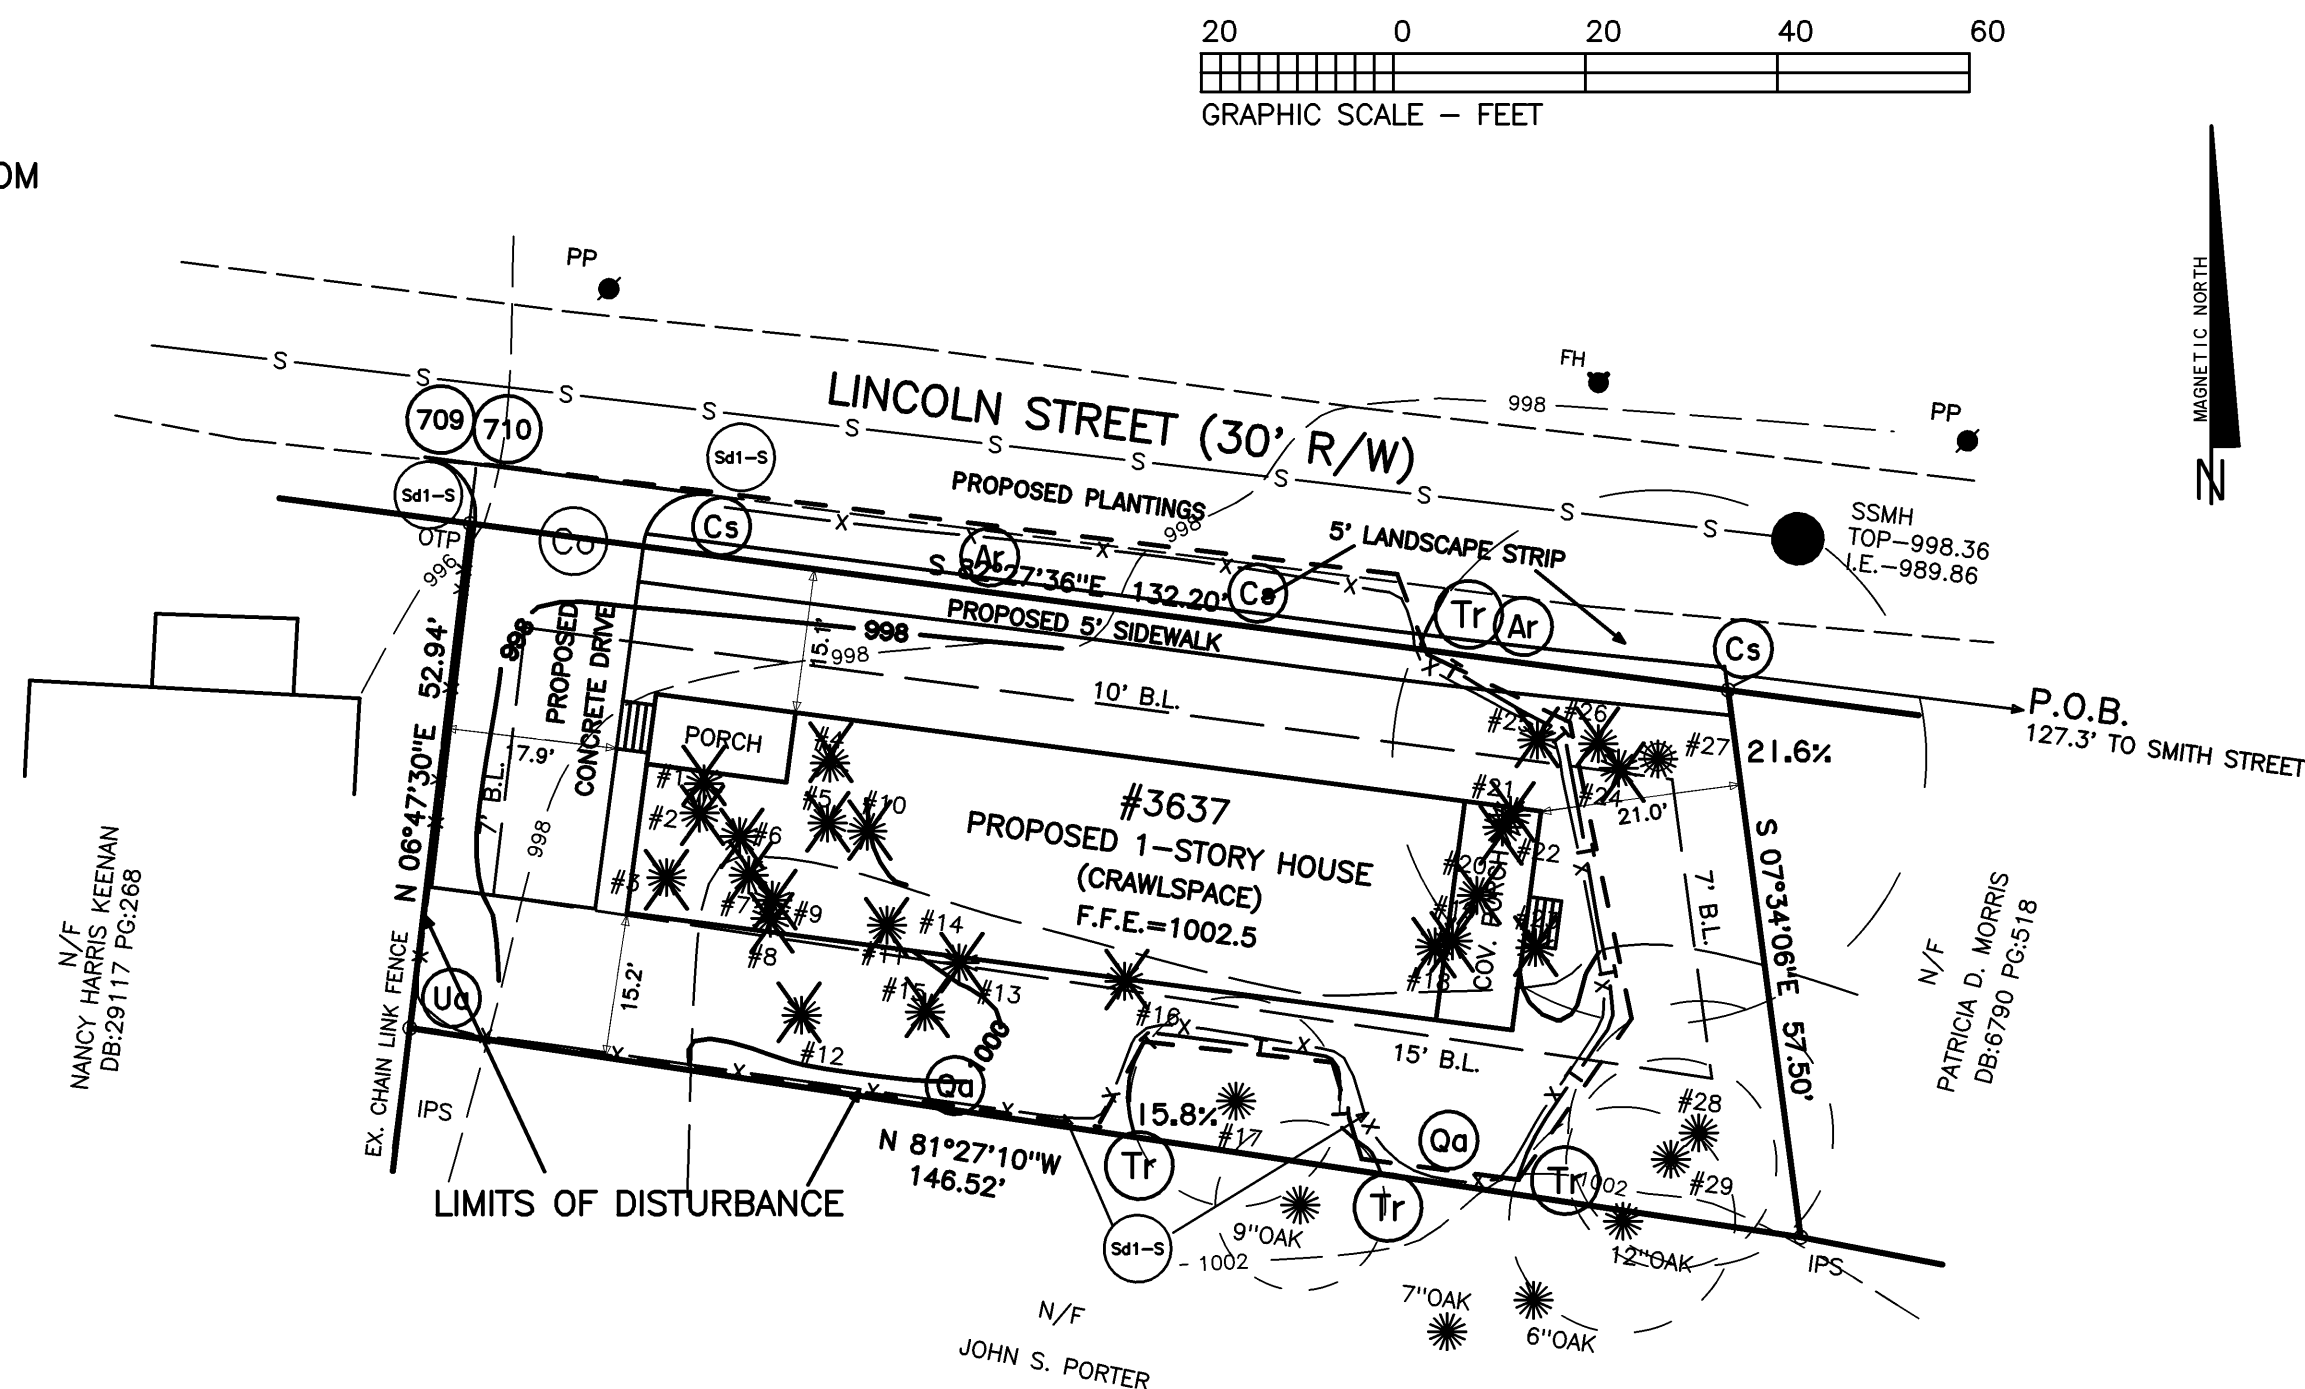 20 0 20 40 60
GRAPHIC SCALE – FEET
OM
MAGNETIC NORTH
N
PP
FH
PP
998
S S S S S S S S S S S
LINCOLN STREET (30' R/W)
709
710
Sd1-S
Sd1-S
PROPOSED PLANTINGS
998
5' LANDSCAPE STRIP
SSMH
TOP–998.36
I.E.–989.86
OTP
Co
Cs
Ar
Cs
Tr
Ar
Cs
996
S 82°27'36"E 132.20'
PROPOSED 5' SIDEWALK
998
998
998
15.1'
10' B.L.
P.O.B.
127.3' TO SMITH STREET
N 06°47'30"E 52.94'
PROPOSED
CONCRETE DRIVE
17.9'
7' B.L.
998
PORCH
#4
#1
#2
#3
#5
#10
#6
#7
#9
#8
#14
#11
#15
#13
#12
#16
#3637
PROPOSED 1–STORY HOUSE
(CRAWLSPACE)
F.F.E.=1002.5
COV. PORCH
#25
#26
#27
#24
#21
#22
#20
#18
21.6%
21.0'
7' B.L.
S 07°34'06"E 57.50'
N/F
PATRICIA D. MORRIS
DB:6790 PG:518
N/F
NANCY HARRIS KEENAN
DB:29117 PG:268
EX. CHAIN LINK FENCE
Ua
15.2'
1000
Qa
IPS
15' B.L.
15.8%
#17
#28
#29
Tr
Qa
Tr
Tr
1002
N 81°27'10"W
146.52'
LIMITS OF DISTURBANCE
Sd1-S
1002
9"OAK
12"OAK
7"OAK
6"OAK
IPS
N/F
JOHN S. PORTER